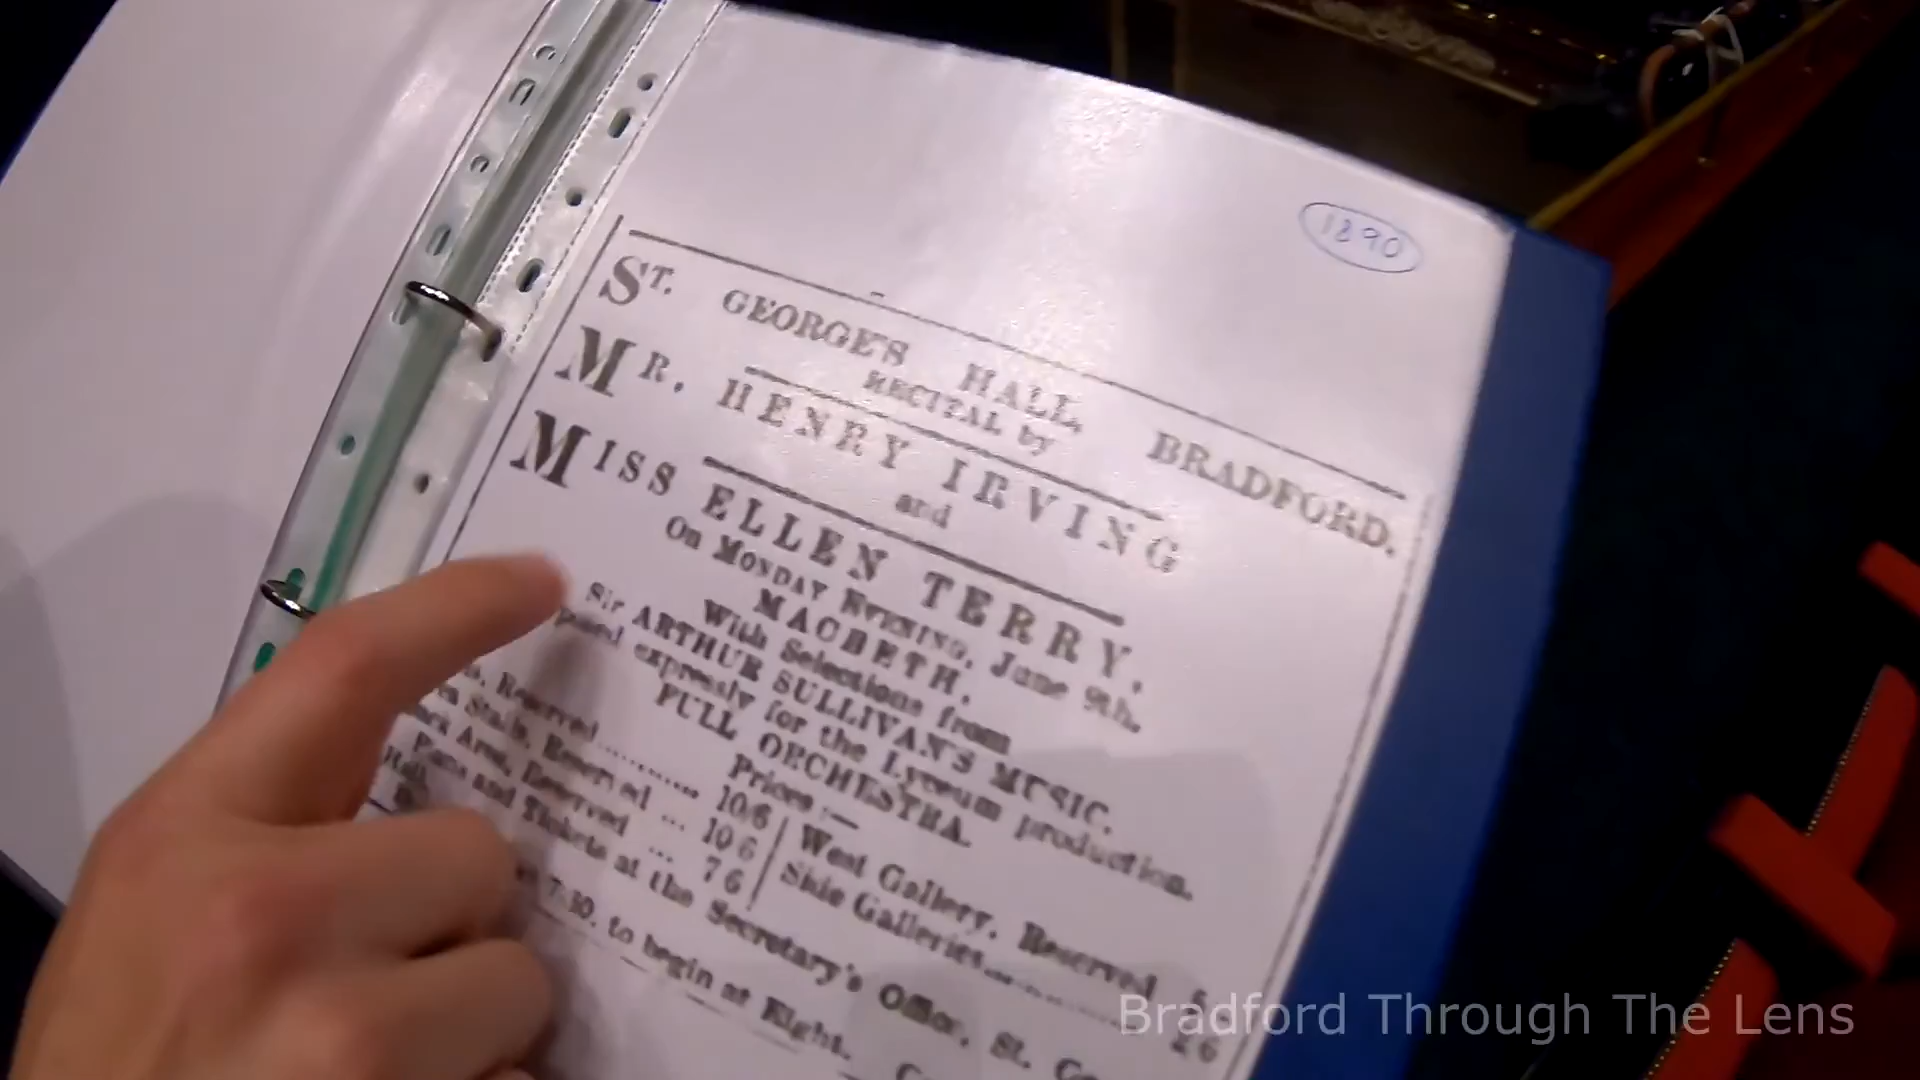 1890
ST. GEORGE'S HALL, BRADFORD.
RECITAL by
MR. HENRY IRVING
and
MISS ELLEN TERRY,
On MONDAY EVENING, June 9th.
MACBETH,
With Selections from
Sir ARTHUR SULLIVAN'S MUSIC.
expressly for the Lyceum production.
FULL ORCHESTRA.
Prices:—
Reserved .......... 10/6
Stalls, Reserved ... 10 6
Reserved ... 7 6
West Gallery, Reserved 5
Side Galleries
Plans and Tickets at the Secretary's Office, St.
7.30, to begin at Eight.
Bradford Through The Lens